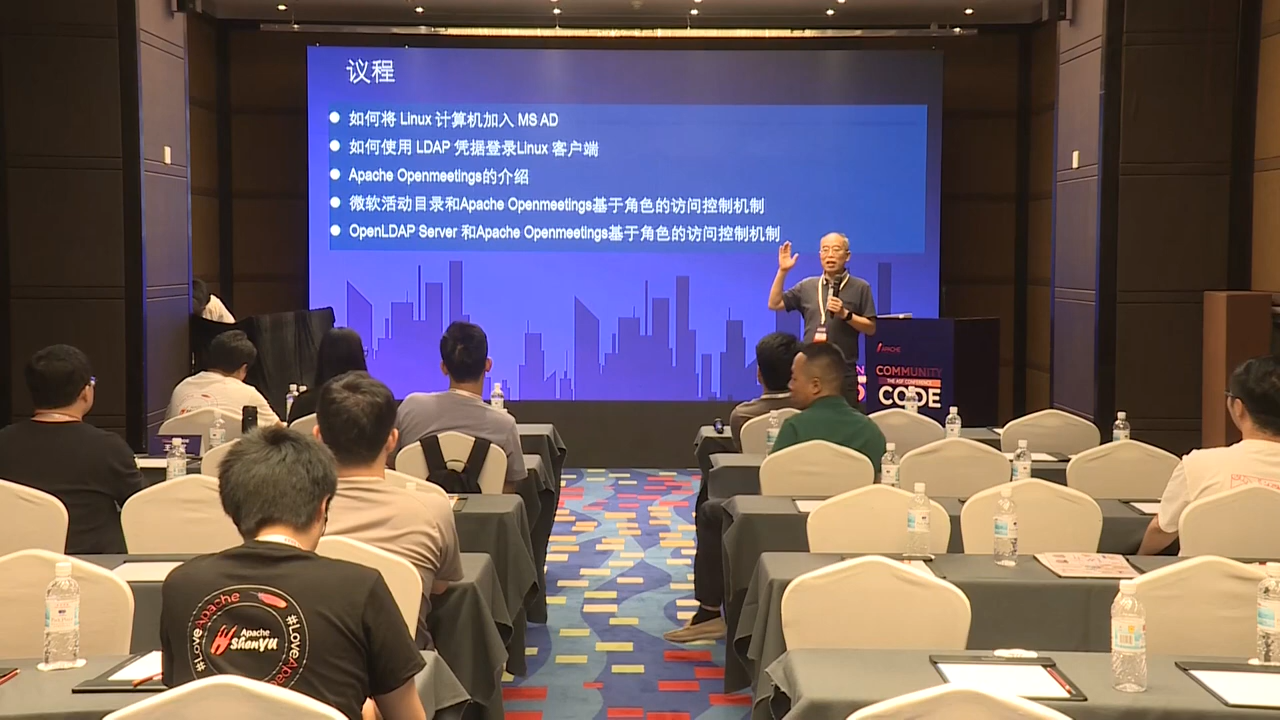 议程
如何将 Linux 计算机加入 MS AD
如何使用 LDAP 凭据登录Linux 客户端
Apache Openmeetings的介绍
微软活动目录和Apache Openmeetings基于角色的访问控制机制
OpenLDAP Server 和Apache Openmeetings基于角色的访问控制机制
APACHE
COMMUNITY
THE ASF CONFERENCE
CODE
#LoveApache
Apache
ShenYU
#LoveApa